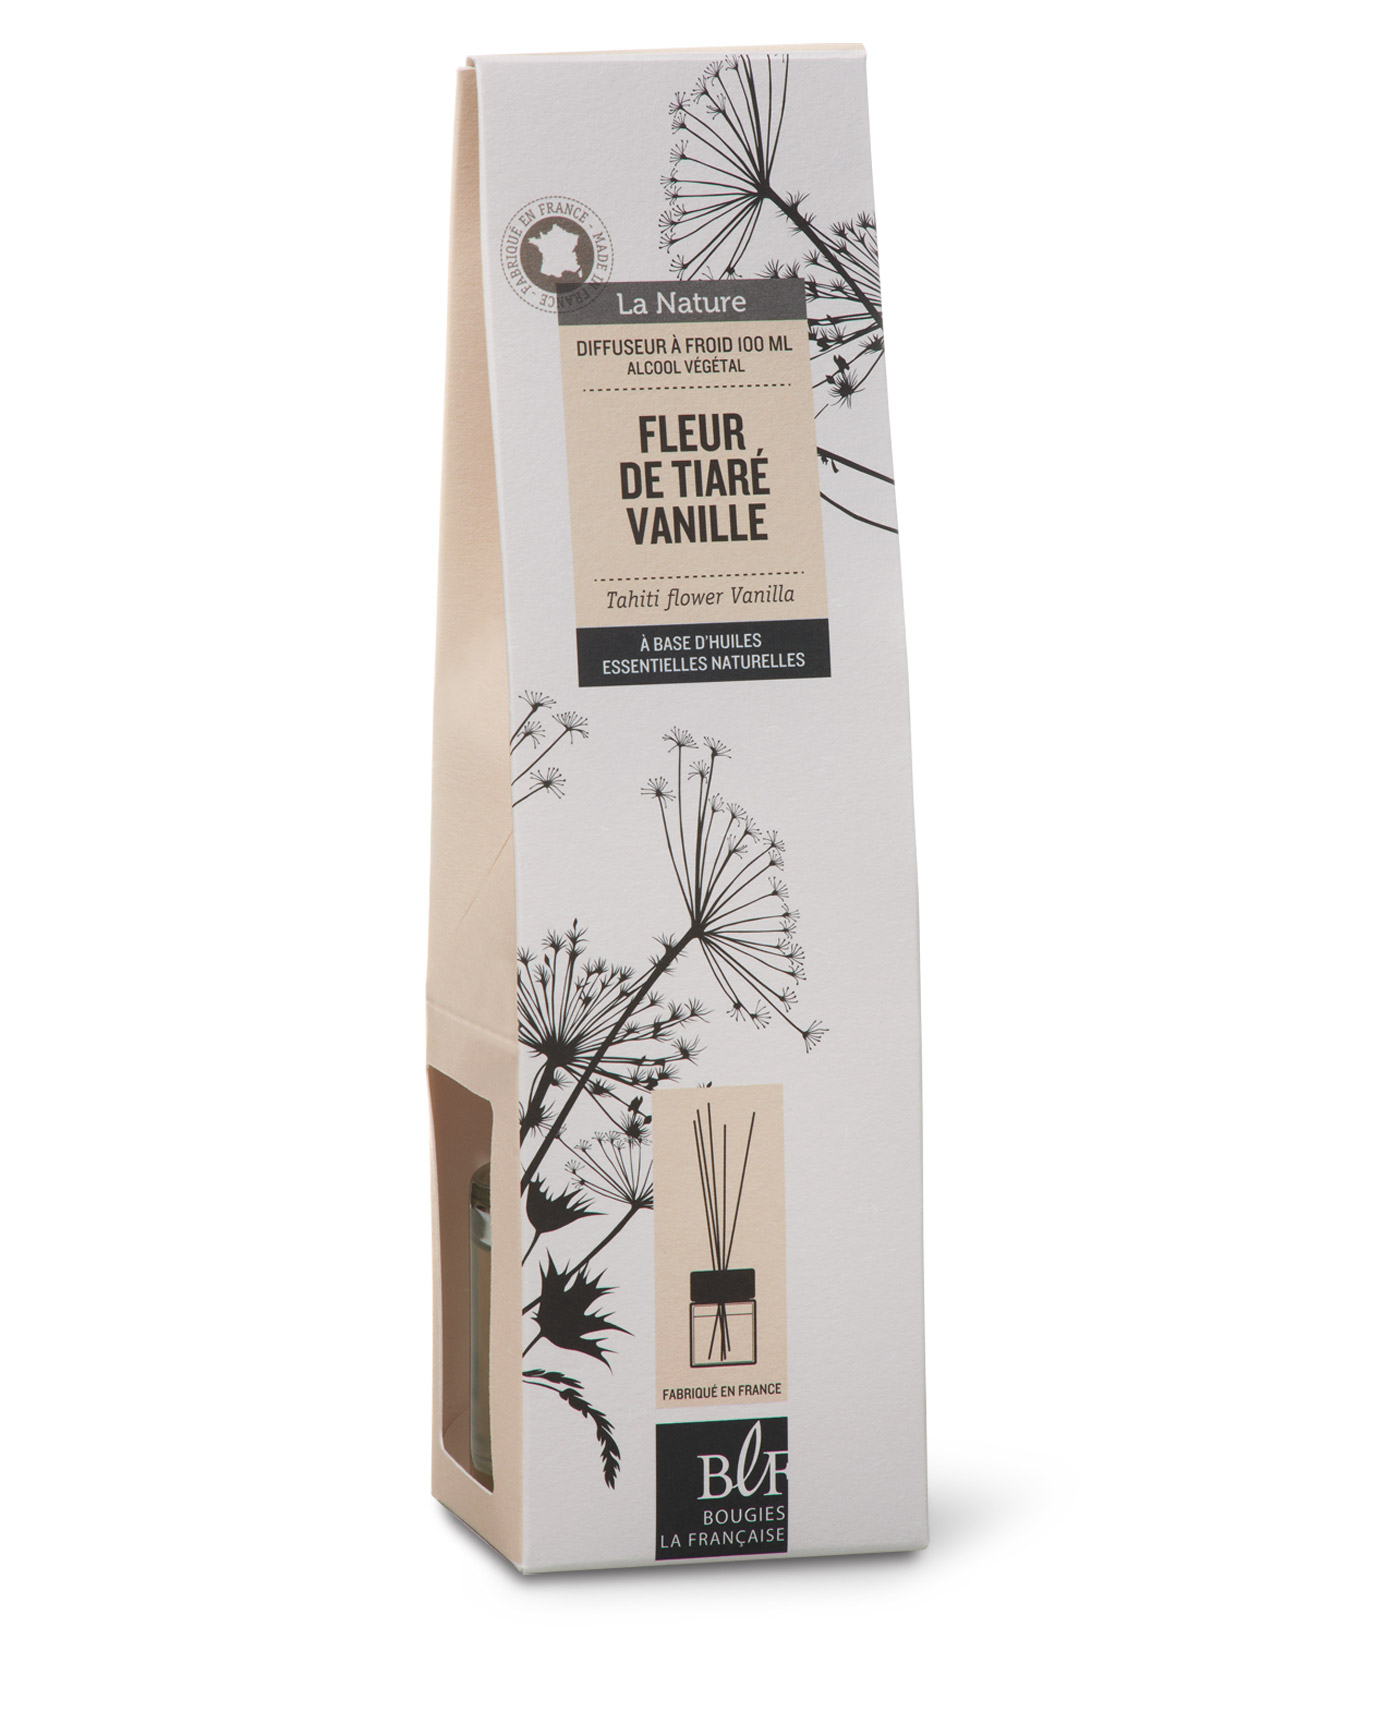 FABRIQUÉ EN FRANCE - MADE IN FRANCE -
La Nature
DIFFUSEUR À FROID 100 ML
ALCOOL VÉGÉTAL
FLEUR
DE TIARÉ
VANILLE
Tahiti flower Vanilla
À BASE D'HUILES
ESSENTIELLES NATURELLES
FABRIQUÉ EN FRANCE
BLF
BOUGIES
LA FRANÇAISE